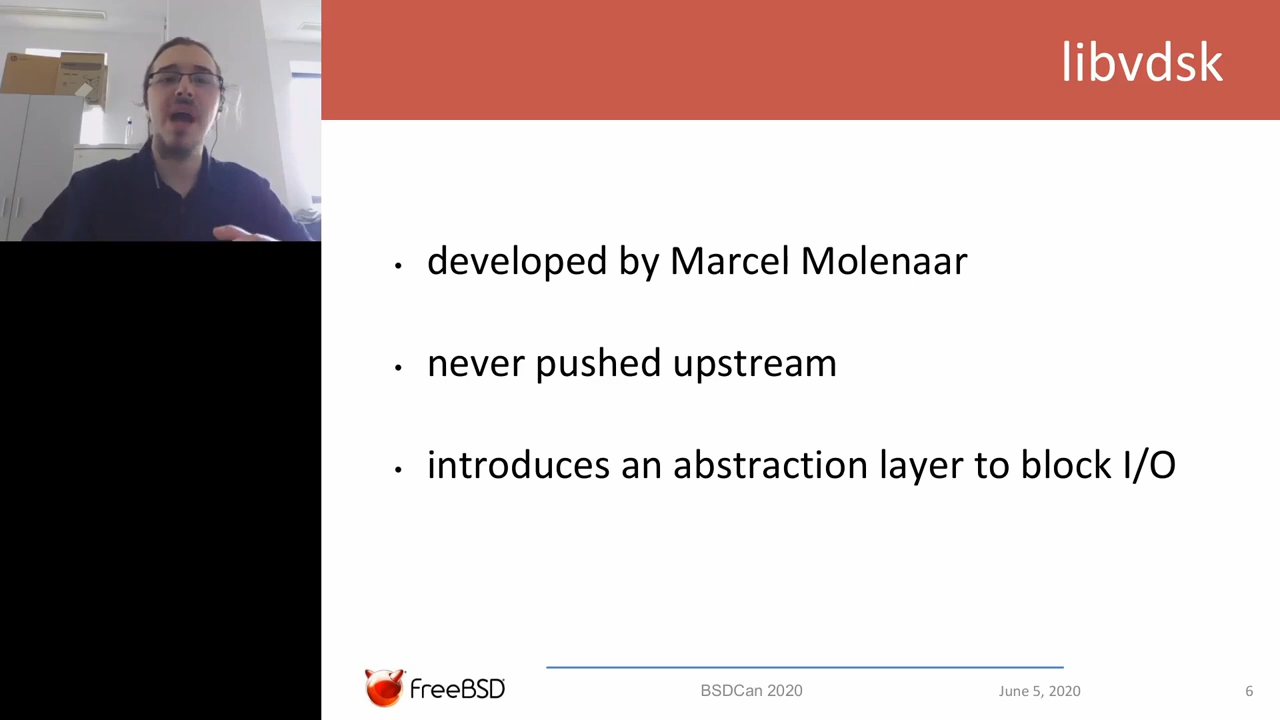 libvdsk
• developed by Marcel Molenaar
• never pushed upstream
• introduces an abstraction layer to block I/O
FreeBSD
BSDCan 2020
June 5, 2020
6